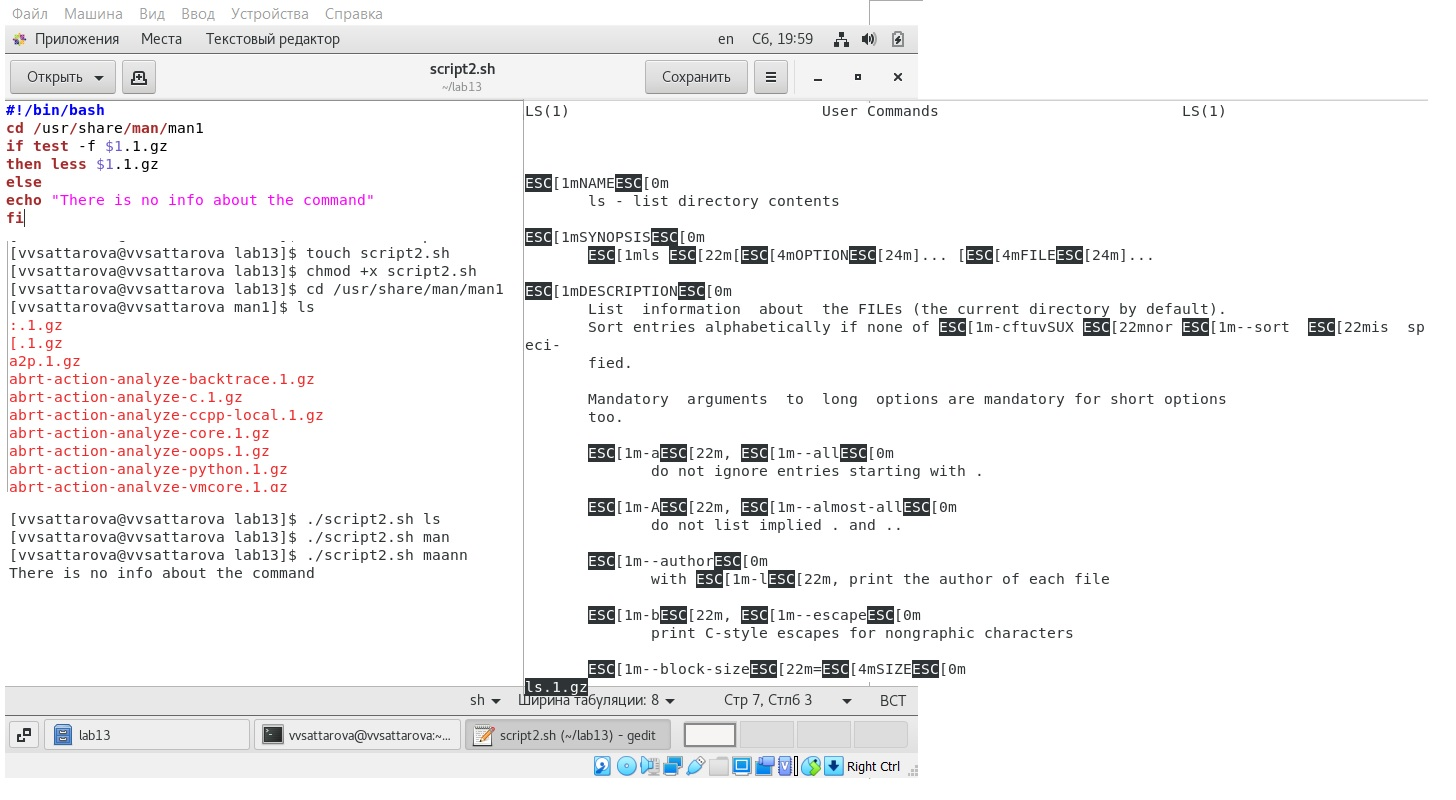 Файл Машина Вид Ввод Устройства Справка
Приложения Места Текстовый редактор en Сб, 19:59
Открыть script2.sh Сохранить
~/lab13
#!/bin/bash
cd /usr/share/man/man1
if test -f $1.1.gz
then less $1.1.gz
else
echo "There is no info about the command"
fi
[vvsattarova@vvsattarova lab13]$ touch script2.sh
[vvsattarova@vvsattarova lab13]$ chmod +x script2.sh
[vvsattarova@vvsattarova lab13]$ cd /usr/share/man/man1
[vvsattarova@vvsattarova man1]$ ls
:.1.gz
[.1.gz
a2p.1.gz
abrt-action-analyze-backtrace.1.gz
abrt-action-analyze-c.1.gz
abrt-action-analyze-ccpp-local.1.gz
abrt-action-analyze-core.1.gz
abrt-action-analyze-oops.1.gz
abrt-action-analyze-python.1.gz
abrt-action-analyze-vmcore.1.gz
[vvsattarova@vvsattarova lab13]$ ./script2.sh ls
[vvsattarova@vvsattarova lab13]$ ./script2.sh man
[vvsattarova@vvsattarova lab13]$ ./script2.sh maann
There is no info about the command
LS(1) User Commands LS(1)
ESC[1mNAMEESC[0m
ls - list directory contents
ESC[1mSYNOPSISESC[0m
ESC[1mls ESC[22m[ESC[4mOPTIONESC[24m]... [ESC[4mFILEESC[24m]...
ESC[1mDESCRIPTIONESC[0m
List information about the FILEs (the current directory by default).
Sort entries alphabetically if none of ESC[1m-cftuvSUX ESC[22mnor ESC[1m--sort ESC[22mis sp
eci-
fied.
Mandatory arguments to long options are mandatory for short options
too.
ESC[1m-aESC[22m, ESC[1m--allESC[0m
do not ignore entries starting with .
ESC[1m-AESC[22m, ESC[1m--almost-allESC[0m
do not list implied . and ..
ESC[1m--authorESC[0m
with ESC[1m-lESC[22m, print the author of each file
ESC[1m-bESC[22m, ESC[1m--escapeESC[0m
print C-style escapes for nongraphic characters
ESC[1m--block-sizeESC[22m=ESC[4mSIZEESC[0m
ls.1.gz
sh Ширина табуляции: 8 Стр 7, Стлб 3 ВСТ
lab13 vvsattarova@vvsattarova:~... script2.sh (~/lab13) - gedit
Right Ctrl